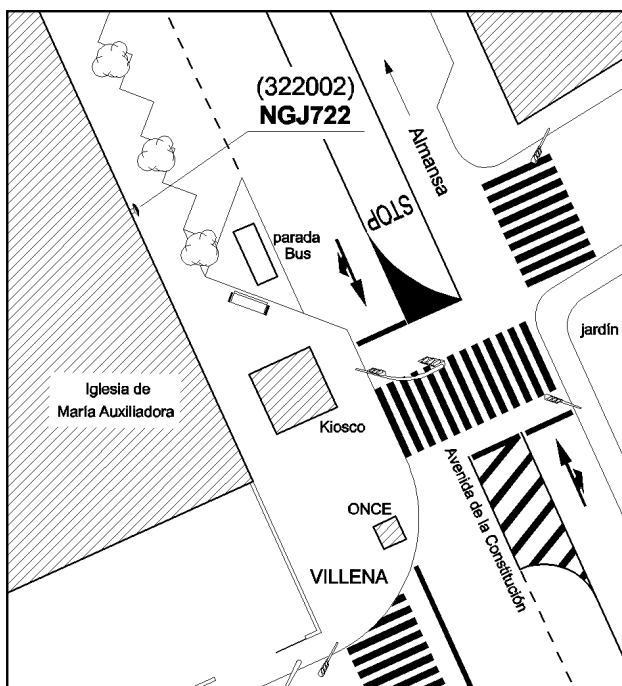 (322002)
NGJ722
Almansa
STOP
parada
Bus
jardín
Iglesia de
María Auxiliadora
Kiosco
Avenida de la Constitución
ONCE
VILLENA